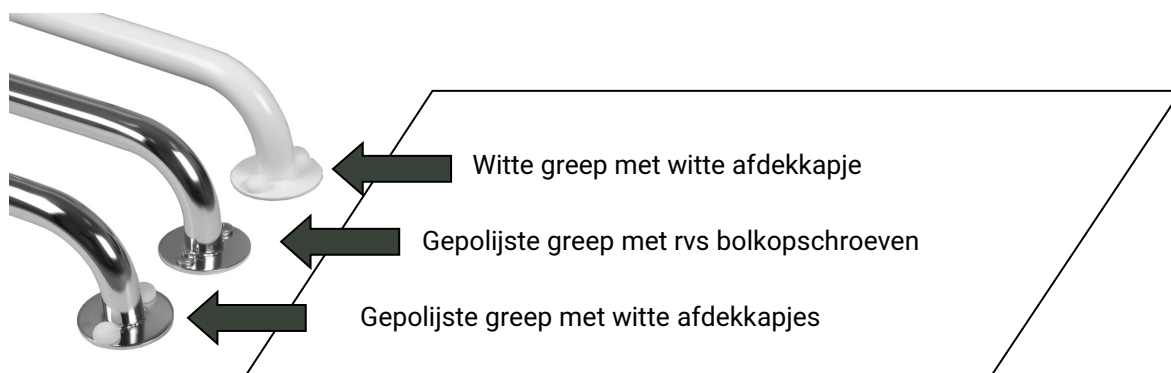 Witte greep met witte afdekkapje
Gepolijste greep met rvs bolkopschroeven
Gepolijste greep met witte afdekkapjes